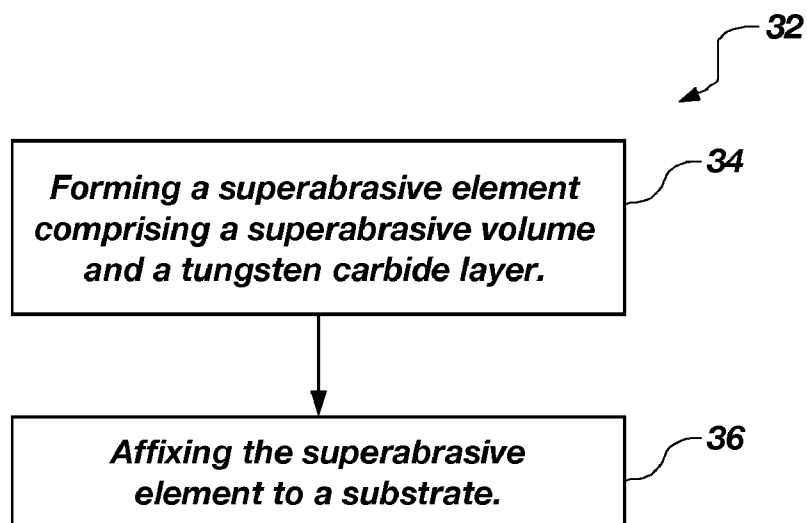 32
34
Forming a superabrasive element
comprising a superabrasive volume
and a tungsten carbide layer.
36
Affixing the superabrasive
element to a substrate.